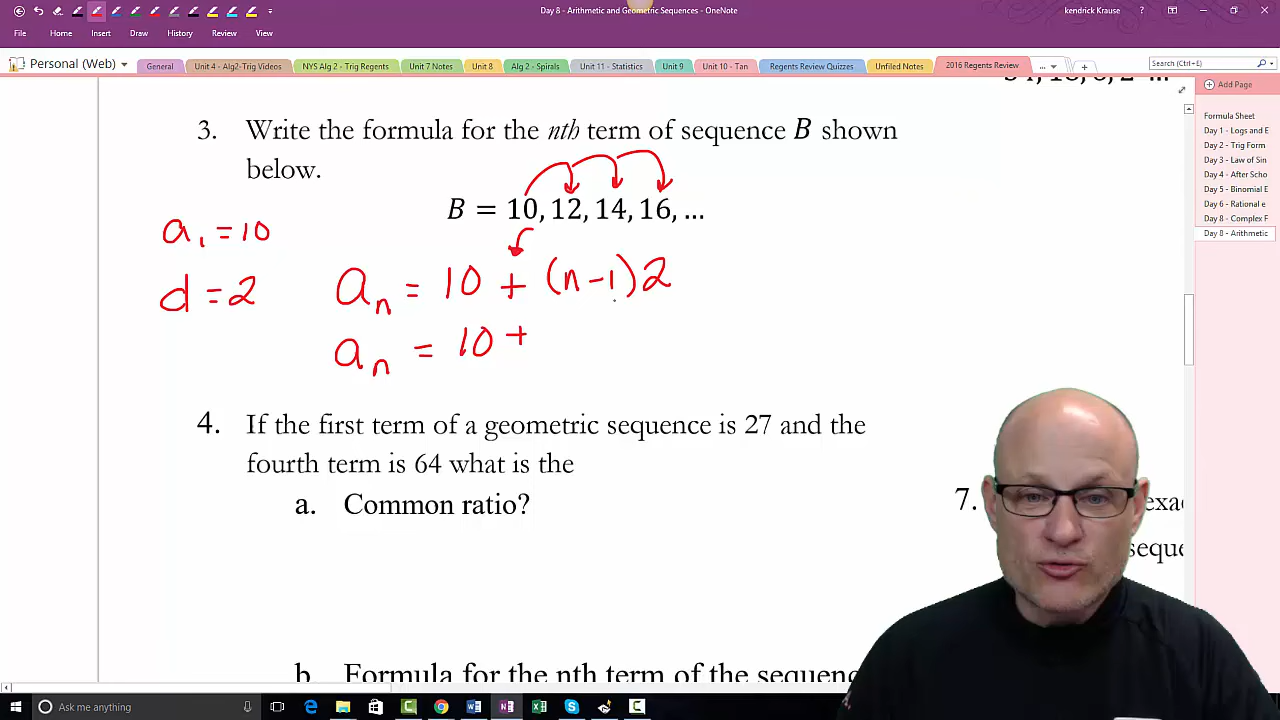 Day 8 - Arithmetic and Geometric Sequences - OneNote
kendrick Krause
?
File Home Insert Draw History Review View
Personal (Web)
General Unit 4 - Alg2-Trig Videos NYS Alg 2 - Trig Regents Unit 7 Notes Unit 8 Alg 2 - Spirals Unit 11 - Statistics Unit 9 Unit 10 - Tan Regents Review Quizzes Unfiled Notes 2016 Regents Review ...
Search (Ctrl+E)
Add Page
Formula Sheet
Day 1 - Logs and E
Day 2 - Trig Form
Day 3 - Law of Sin
Day 4 - After Scho
Day 5 - Binomial E
Day 6 - Rational e
Day 8 - Complex F
Day 8 - Arithmetic
3. Write the formula for the nth term of sequence B shown
below.
B = 10, 12, 14, 16, ...
a₁ = 10
d = 2
aₙ = 10 + (n-1)2
aₙ = 10 +
4. If the first term of a geometric sequence is 27 and the
fourth term is 64 what is the
a. Common ratio?
7.
b Formula for the nth term of the sequenc
Ask me anything